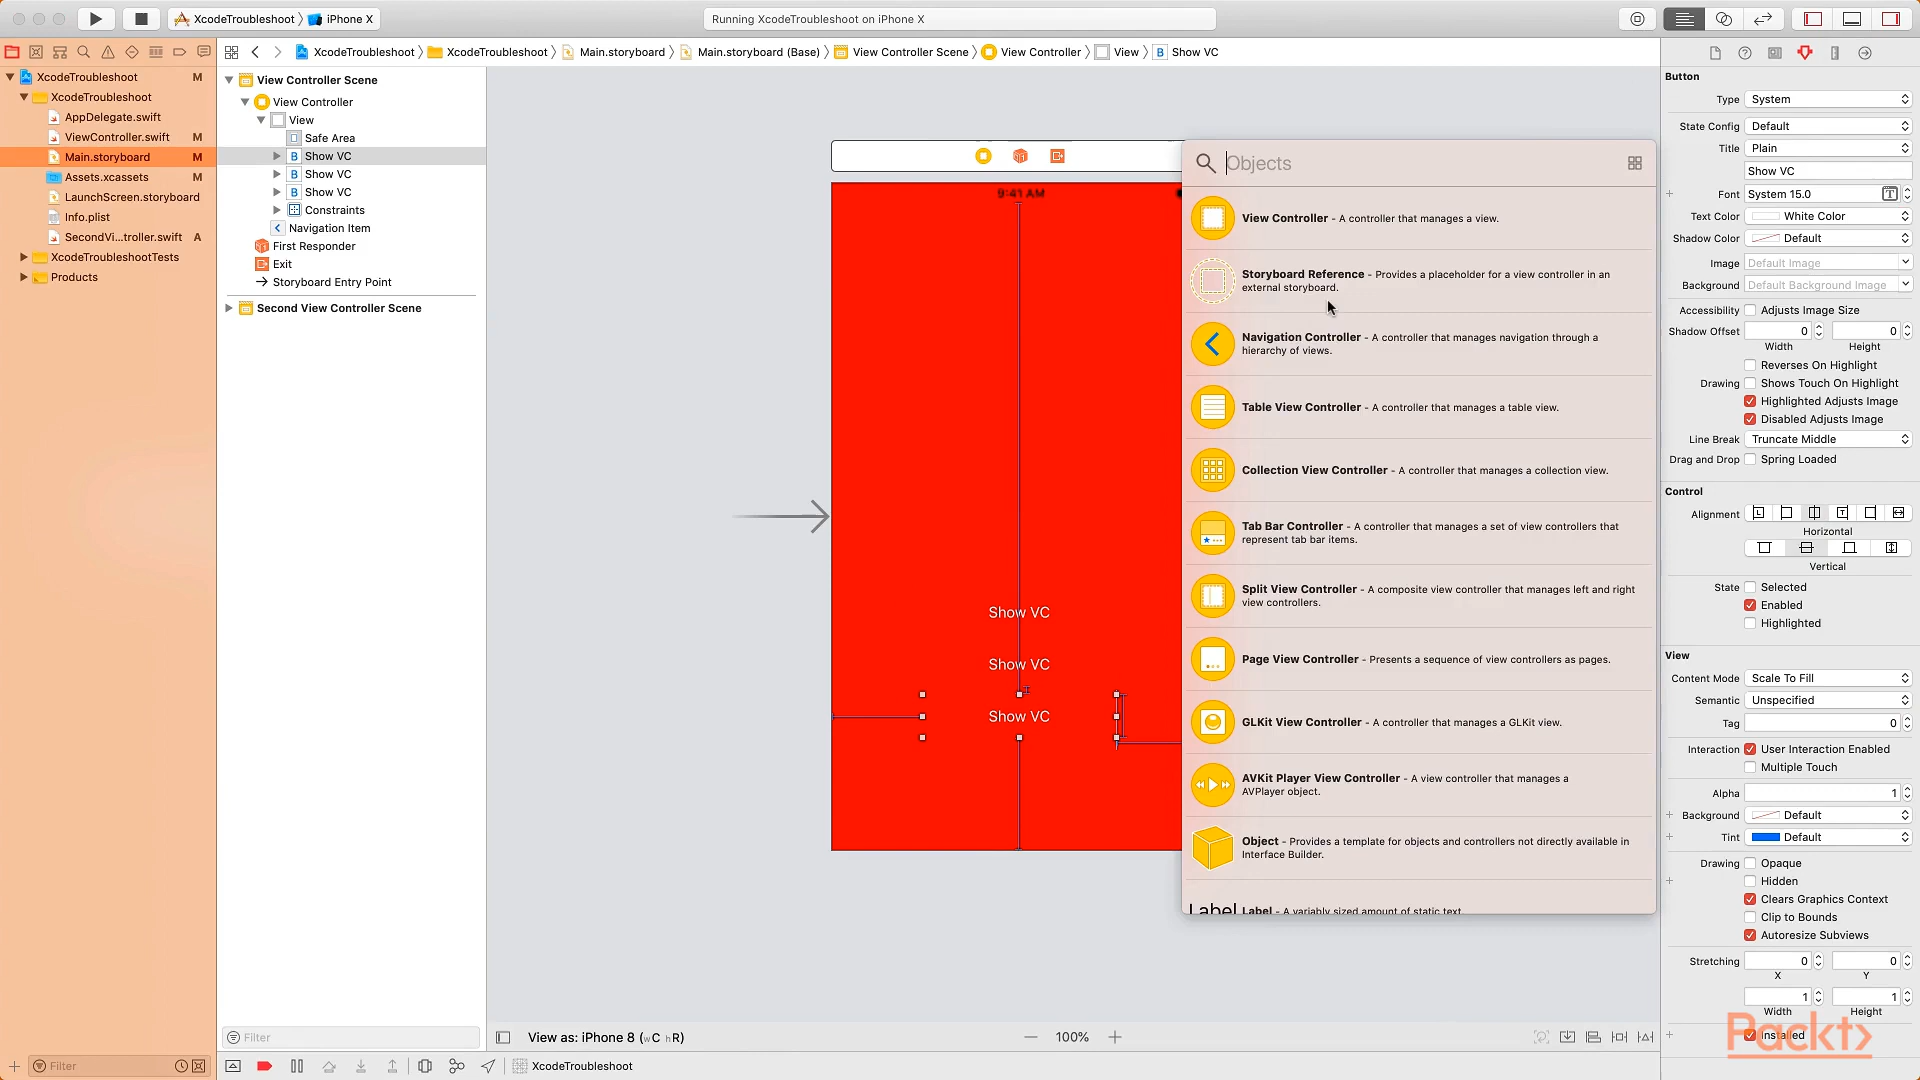 XcodeTroubleshoot
iPhone X
Running XcodeTroubleshoot on iPhone X
XcodeTroubleshoot
XcodeTroubleshoot
Main.storyboard
Main.storyboard (Base)
View Controller Scene
View Controller
View
B Show VC
XcodeTroubleshoot M
XcodeTroubleshoot
AppDelegate.swift
ViewController.swift M
Main.storyboard M
Assets.xcassets M
LaunchScreen.storyboard
Info.plist
SecondVi...troller.swift A
XcodeTroubleshootTests
Products
Filter
View Controller Scene
View Controller
View
Safe Area
B Show VC
B Show VC
B Show VC
Constraints
Navigation Item
First Responder
Exit
Storyboard Entry Point
Second View Controller Scene
Filter
9:41 AM
Show VC
Show VC
Show VC
Objects
View Controller - A controller that manages a view.
Storyboard Reference - Provides a placeholder for a view controller in an
external storyboard.
Navigation Controller - A controller that manages navigation through a
hierarchy of views.
Table View Controller - A controller that manages a table view.
Collection View Controller - A controller that manages a collection view.
Tab Bar Controller - A controller that manages a set of view controllers that
represent tab bar items.
Split View Controller - A composite view controller that manages left and right
view controllers.
Page View Controller - Presents a sequence of view controllers as pages.
GLKit View Controller - A controller that manages a GLKit view.
AVKit Player View Controller - A view controller that manages a
AVPlayer object.
Object - Provides a template for objects and controllers not directly available in
Interface Builder.
Label Label - A variably sized amount of static text.
View as: iPhone 8 (wC hR)
100%
XcodeTroubleshoot
Button
Type System
State Config Default
Title Plain
Show VC
Font System 15.0 T
Text Color White Color
Shadow Color Default
Image Default Image
Background Default Background Image
Accessibility Adjusts Image Size
Shadow Offset 0 0
Width Height
Reverses On Highlight
Drawing Shows Touch On Highlight
Highlighted Adjusts Image
Disabled Adjusts Image
Line Break Truncate Middle
Drag and Drop Spring Loaded
Control
Alignment
Horizontal
Vertical
State Selected
Enabled
Highlighted
View
Content Mode Scale To Fill
Semantic Unspecified
Tag 0
Interaction User Interaction Enabled
Multiple Touch
Alpha 1
Background Default
Tint Default
Drawing Opaque
Hidden
Clears Graphics Context
Clip to Bounds
Autoresize Subviews
Stretching 0 0
X Y
1 1
Width Height
Installed
Packt>